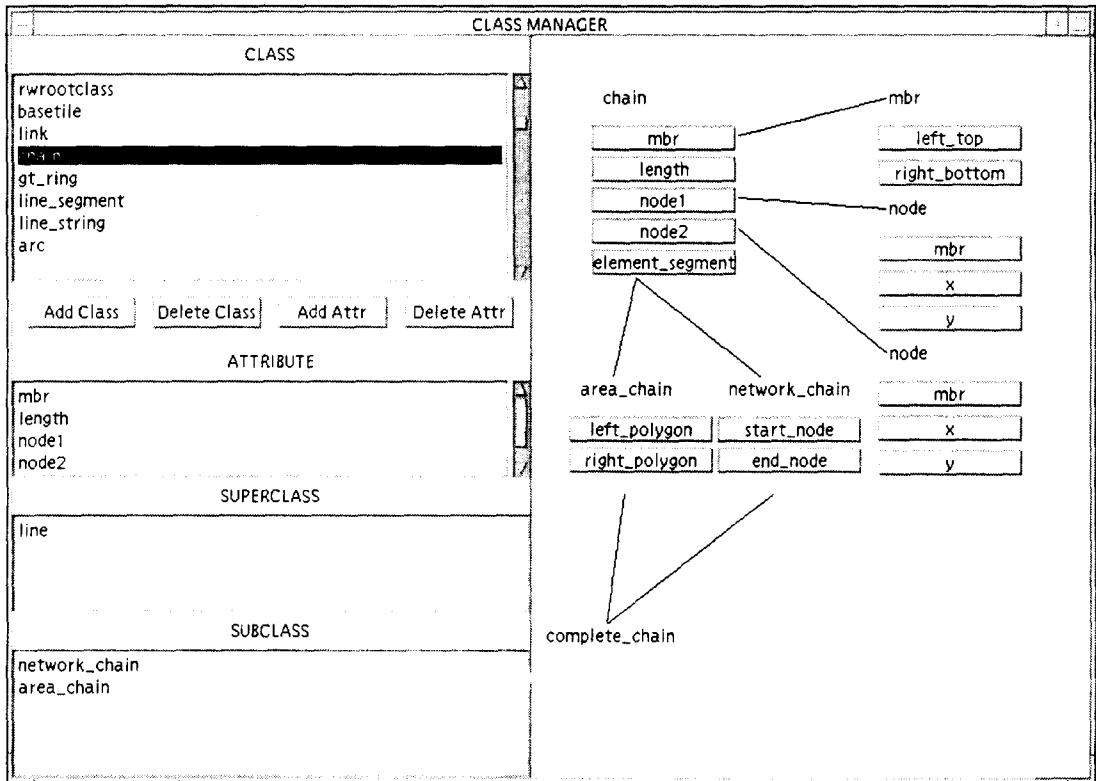 CLASS MANAGER
CLASS
rwrootclass
basetile
link
chain
gt_ring
line_segment
line_string
arc
Add Class Delete Class Add Attr Delete Attr
ATTRIBUTE
mbr
length
node1
node2
SUPERCLASS
line
SUBCLASS
network_chain
area_chain
chain
mbr
length
node1
node2
element_segment
mbr
left_top
right_bottom
node
mbr
x
y
node
mbr
x
y
area_chain
left_polygon
right_polygon
network_chain
start_node
end_node
complete_chain